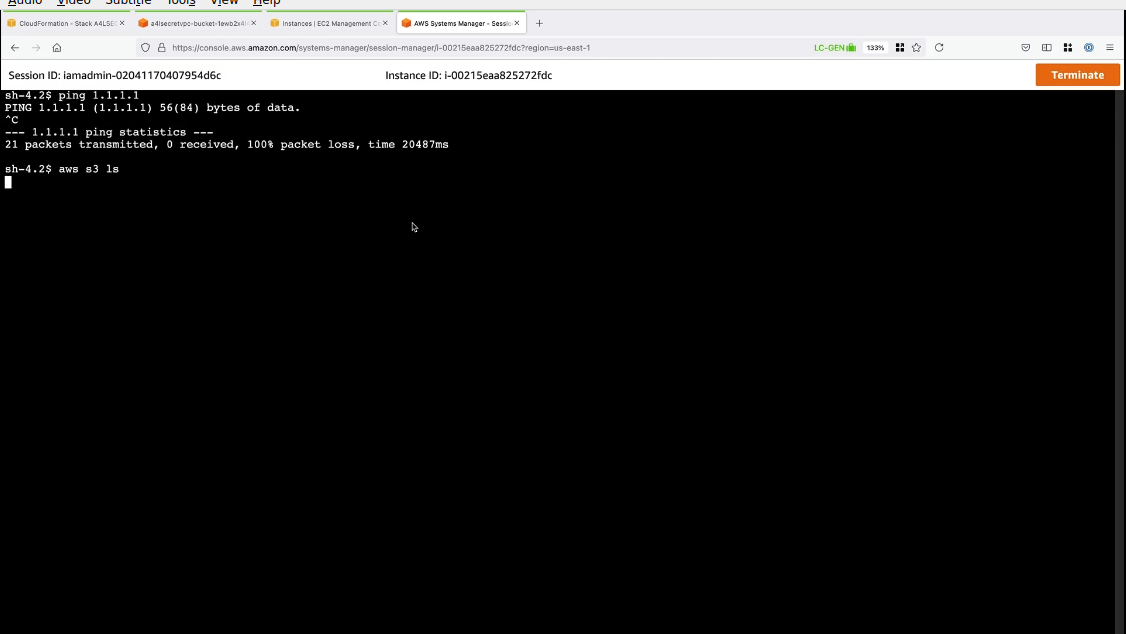 Audio Video Subtitle Tools View Help
CloudFormation - Stack A4LSEC
a4lsecretvpc-bucket-1ewb2x4l
Instances | EC2 Management Co
AWS Systems Manager - Sessio
https://console.aws.amazon.com/systems-manager/session-manager/i-00215eaa825272fdc?region=us-east-1
LC-GEN
133%
Session ID: iamadmin-02041170407954d6c
Instance ID: i-00215eaa825272fdc
Terminate
sh-4.2$ ping 1.1.1.1
PING 1.1.1.1 (1.1.1.1) 56(84) bytes of data.
^C
--- 1.1.1.1 ping statistics ---
21 packets transmitted, 0 received, 100% packet loss, time 20487ms
sh-4.2$ aws s3 ls